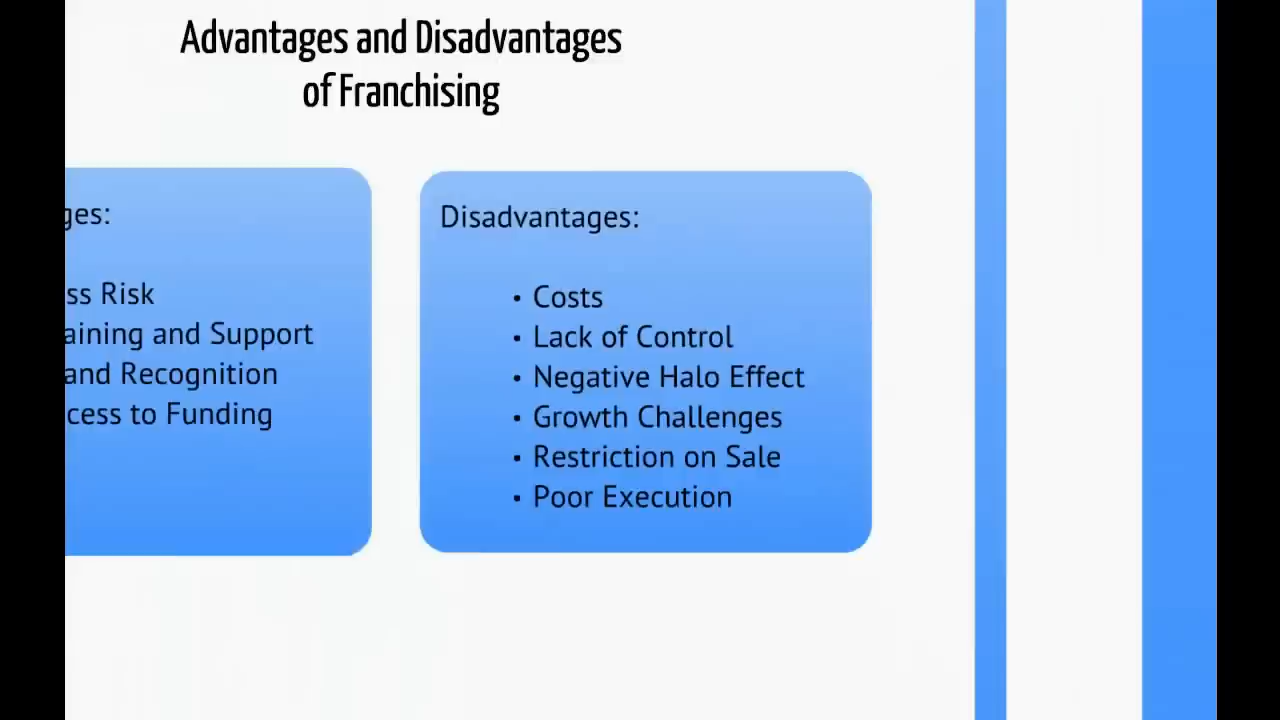 Advantages and Disadvantages
of Franchising
ges:
ss Risk
aining and Support
and Recognition
cess to Funding
Disadvantages:
• Costs
• Lack of Control
• Negative Halo Effect
• Growth Challenges
• Restriction on Sale
• Poor Execution